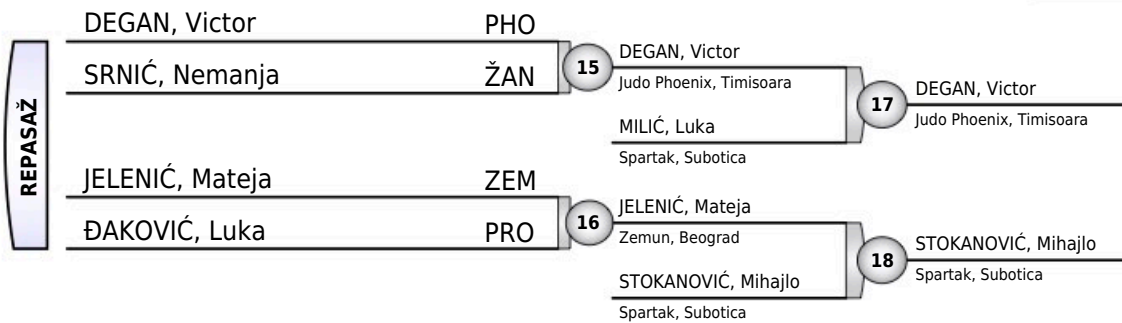 DEGAN, Victor PHO
SRNIĆ, Nemanja ŽAN
15
DEGAN, Victor
Judo Phoenix, Timisoara
MILIĆ, Luka
Spartak, Subotica
17
DEGAN, Victor
Judo Phoenix, Timisoara
REPASAŽ
JELENIĆ, Mateja ZEM
ĐAKOVIĆ, Luka PRO
16
JELENIĆ, Mateja
Zemun, Beograd
STOKANOVIĆ, Mihajlo
Spartak, Subotica
18
STOKANOVIĆ, Mihajlo
Spartak, Subotica